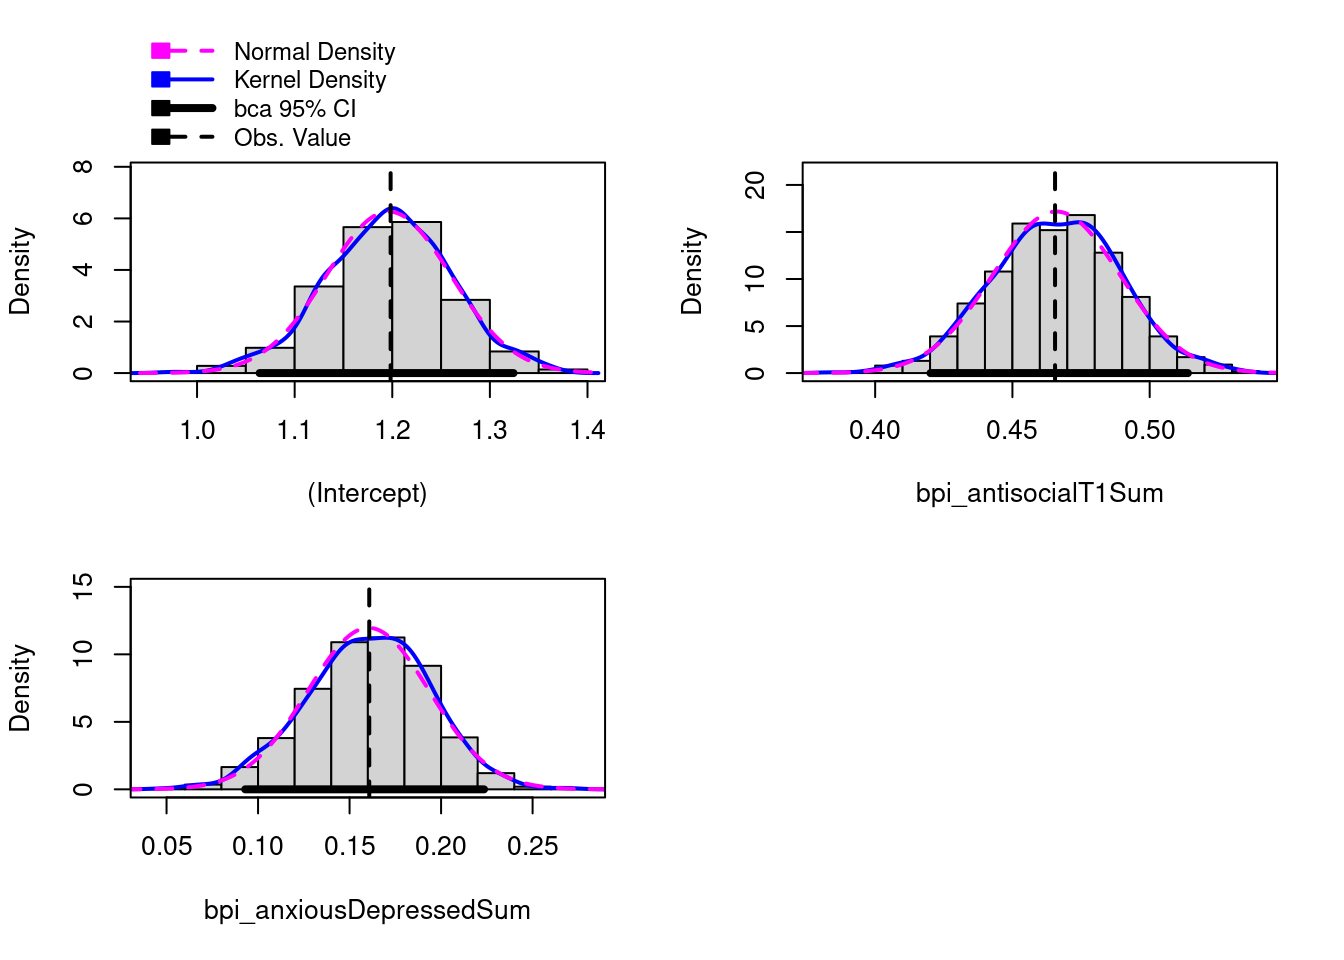 Normal Density
Kernel Density
bca 95% CI
Obs. Value
Density
0 2 4 6 8
1.0 1.1 1.2 1.3 1.4
(Intercept)
Density
0 5 10 20
0.40 0.45 0.50
bpi_antisocialT1Sum
Density
0 5 10 15
0.05 0.10 0.15 0.20 0.25
bpi_anxiousDepressedSum